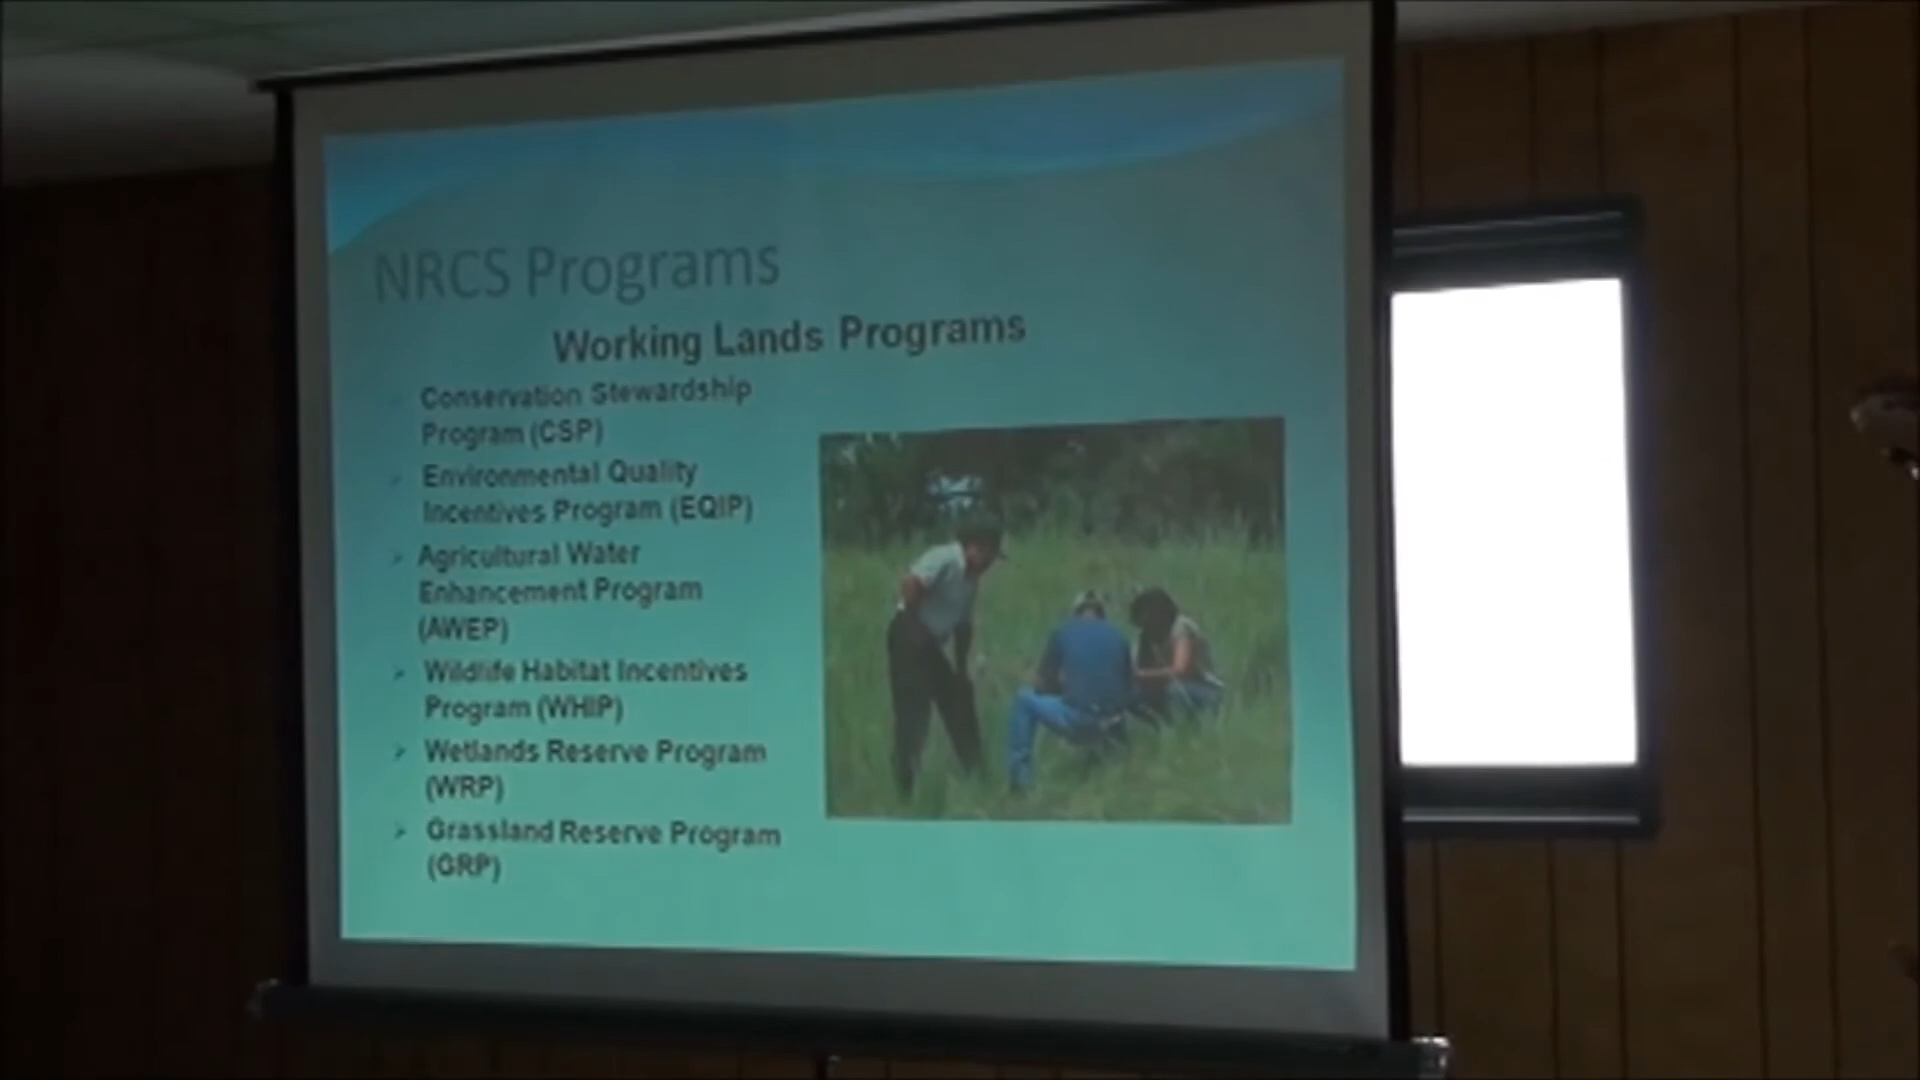 NRCS Programs
Working Lands Programs
Conservation Stewardship
Program (CSP)
Environmental Quality
Incentives Program (EQIP)
Agricultural Water
Enhancement Program
(AWEP)
Wildlife Habitat Incentives
Program (WHIP)
Wetlands Reserve Program
(WRP)
Grassland Reserve Program
(GRP)